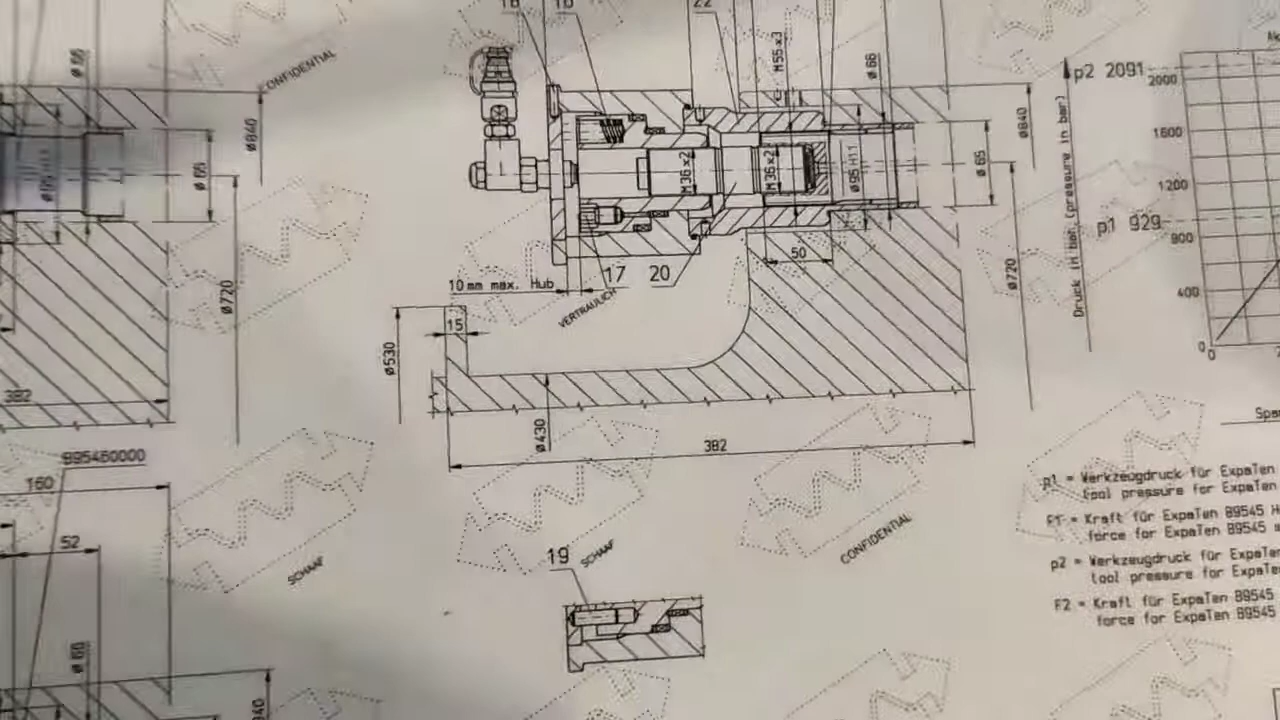 22
CONFIDENTIAL
Ø66
Ø840
Ø65
Ø720
382
B95460000
160
52
Ø66
M55x3
Ø66
Ø840
M36x2
M36x2
Ø95 H11
Ø65
17 20
50
10 mm max. Hub
VERTRAULICH
15
Ø530
Ø430
Ø720
382
SCHAAF
19
SCHAAF
CONFIDENTIAL
p2 2091
2000
1600
1200
p1 929
800
400
0
0
Druck in bar, (pressure in bar)
p1 = Werkzeugdruck für ExpaTen
tool pressure for ExpaTen
F1 = Kraft für ExpaTen B9545
force for ExpaTen B9545
p2 = Werkzeugdruck für ExpaTen
tool pressure for ExpaTen
F2 = Kraft für ExpaTen B9545
force for ExpaTen B9545